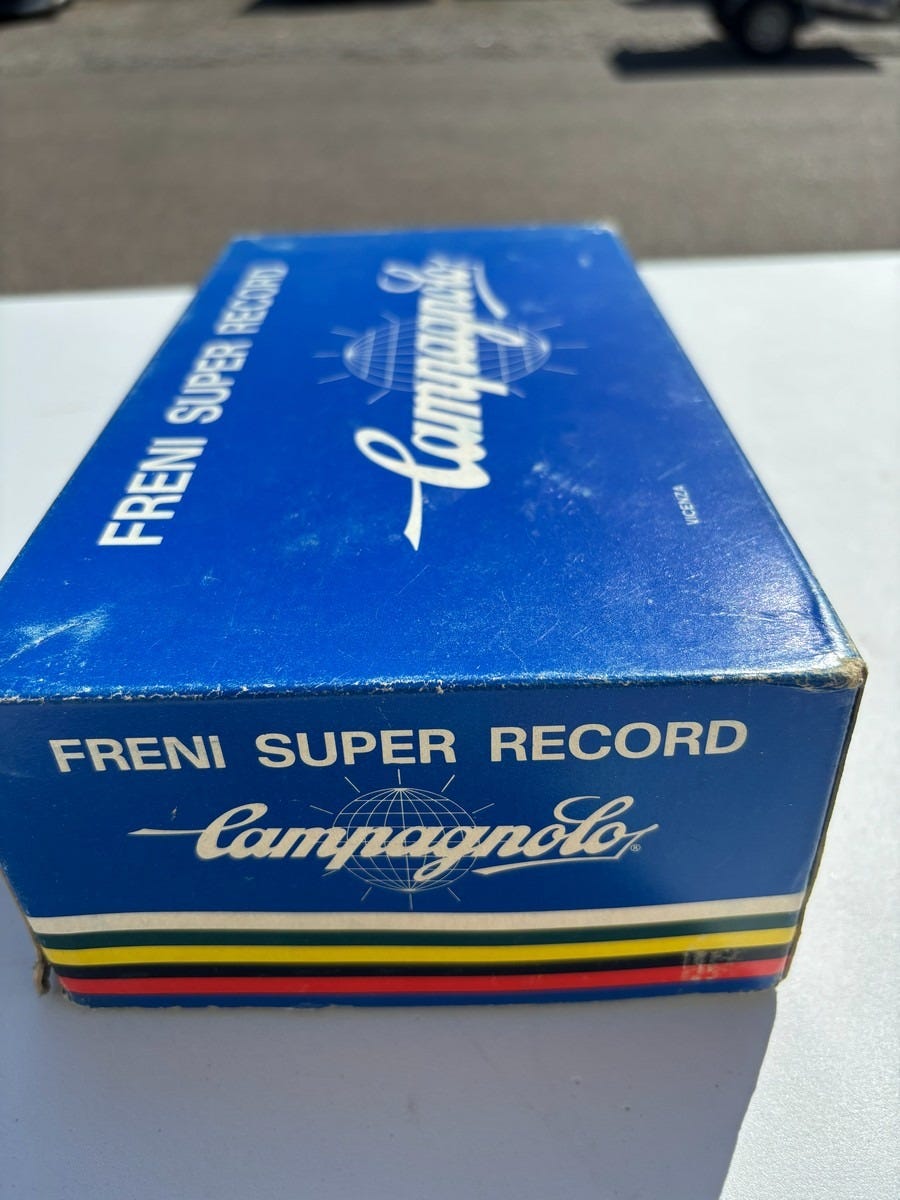 FRENI SUPER RECORD
Campagnolo
VICENZA
FRENI SUPER RECORD
Campagnolo®